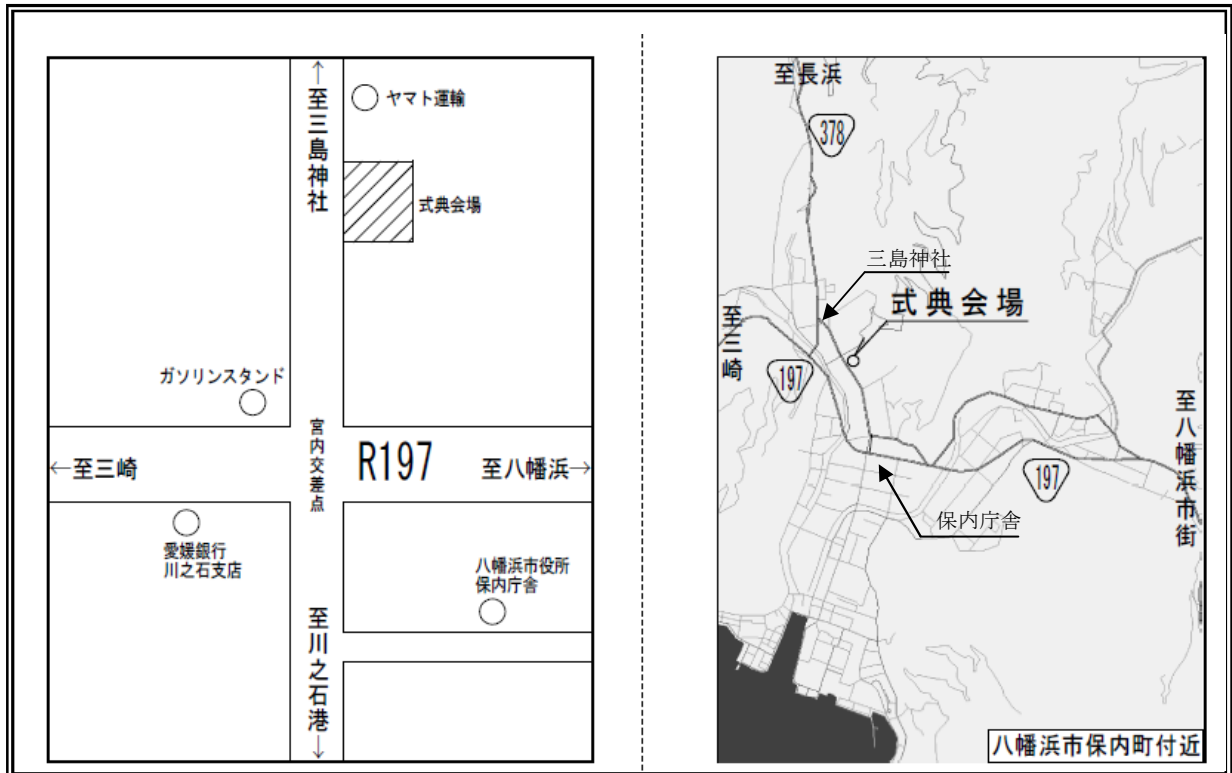 ↑至三島神社
ヤマト運輸
式典会場
ガソリンスタンド
宮内交差点
←至三崎
R197
至八幡浜→
愛媛銀行
川之石支店
八幡浜市役所
保内庁舎
至川之石港↓
至長浜
378
三島神社
式典会場
至三崎
197
至八幡浜市街
197
保内庁舎
八幡浜市保内町付近